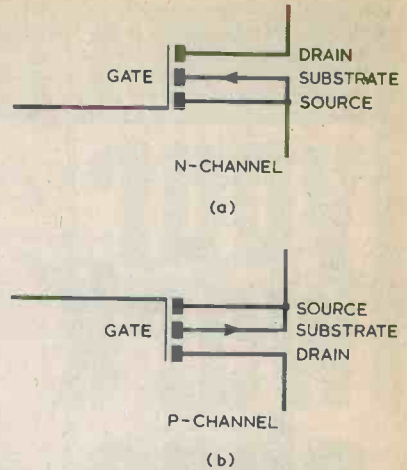 DRAIN
GATE SUBSTRATE
SOURCE
N-CHANNEL
(a)
SOURCE
GATE SUBSTRATE
DRAIN
P-CHANNEL
(b)